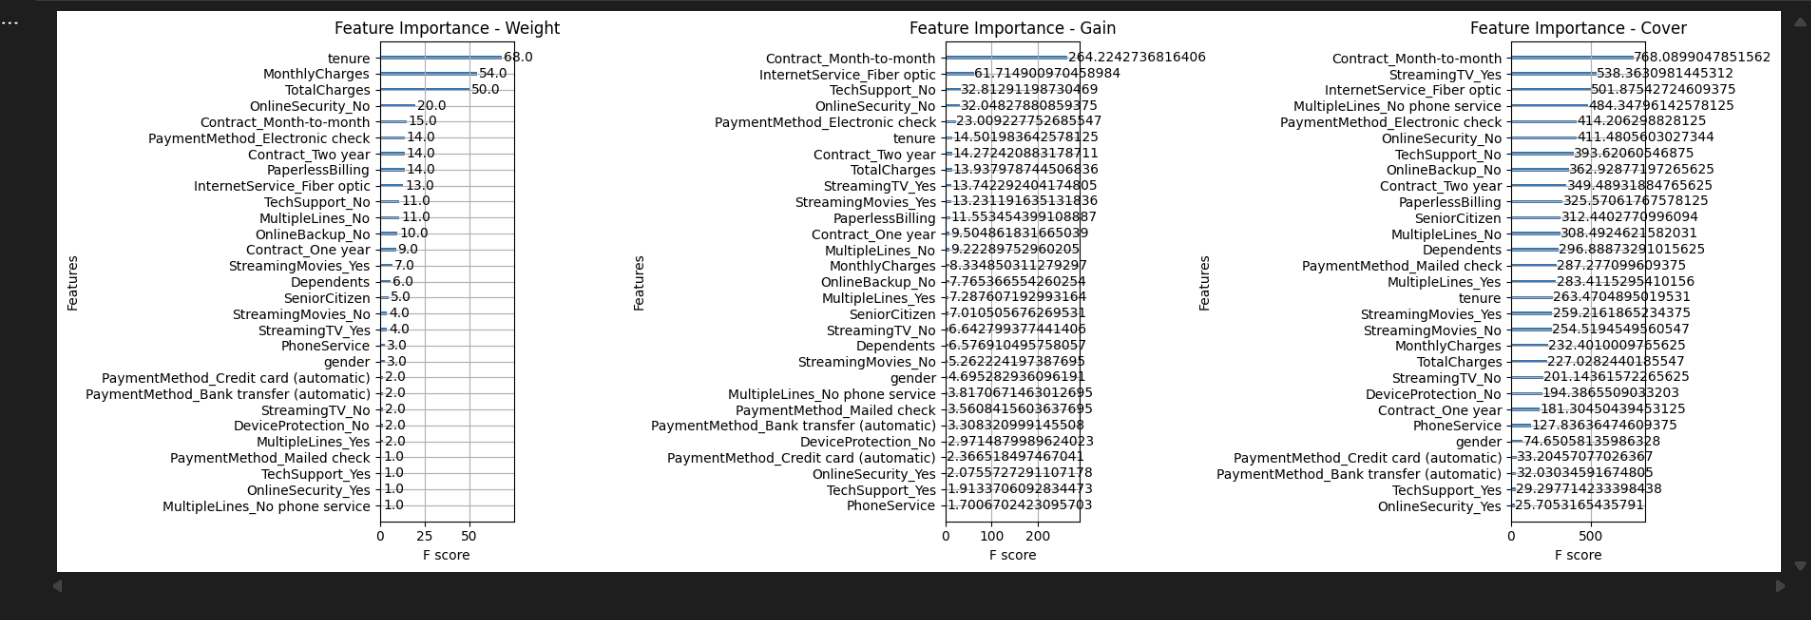 ...
Feature Importance - Weight
Features
tenure 68.0
MonthlyCharges 54.0
TotalCharges 50.0
OnlineSecurity_No 20.0
Contract_Month-to-month 15.0
PaymentMethod_Electronic check 14.0
Contract_Two year 14.0
PaperlessBilling 14.0
InternetService_Fiber optic 13.0
TechSupport_No 11.0
MultipleLines_No 11.0
OnlineBackup_No 10.0
Contract_One year 9.0
StreamingMovies_Yes 7.0
Dependents 6.0
SeniorCitizen 5.0
StreamingMovies_No 4.0
StreamingTV_Yes 4.0
PhoneService 3.0
gender 3.0
PaymentMethod_Credit card (automatic) 2.0
PaymentMethod_Bank transfer (automatic) 2.0
StreamingTV_No 2.0
DeviceProtection_No 2.0
MultipleLines_Yes 2.0
PaymentMethod_Mailed check 1.0
TechSupport_Yes 1.0
OnlineSecurity_Yes 1.0
MultipleLines_No phone service 1.0
0 25 50
F score
Feature Importance - Gain
Features
Contract_Month-to-month 264.2242736816406
InternetService_Fiber optic 61.714900970458984
TechSupport_No 32.81291198730469
OnlineSecurity_No 32.04827880859375
PaymentMethod_Electronic check 23.009227752685547
tenure 14.501983642578125
Contract_Two year 14.272420883178711
TotalCharges 13.937978744506836
StreamingTV_Yes 13.742292404174805
StreamingMovies_Yes 13.231191635131836
PaperlessBilling 11.553454399108887
Contract_One year 9.504861831665039
MultipleLines_No 9.22289752960205
MonthlyCharges 8.334850311279297
OnlineBackup_No 7.765366554260254
MultipleLines_Yes 7.287607192993164
SeniorCitizen 7.010505676269531
StreamingTV_No 6.642799377441406
Dependents 6.576910495758057
StreamingMovies_No 5.262224197387695
gender 4.695282936096191
MultipleLines_No phone service 3.8170671463012695
PaymentMethod_Mailed check 3.5608415603637695
PaymentMethod_Bank transfer (automatic) 3.308320999145508
DeviceProtection_No 2.9714879989624023
PaymentMethod_Credit card (automatic) 2.366518497467041
OnlineSecurity_Yes 2.0755727291107178
TechSupport_Yes 1.9133706092834473
PhoneService 1.7006702423095703
0 100 200
F score
Feature Importance - Cover
Features
Contract_Month-to-month 768.0899047851562
StreamingTV_Yes 538.3630981445312
InternetService_Fiber optic 501.87542724609375
MultipleLines_No phone service 484.34796142578125
PaymentMethod_Electronic check 414.206298828125
OnlineSecurity_No 411.4805603027344
TechSupport_No 393.62060546875
OnlineBackup_No 362.92877197265625
Contract_Two year 349.48931884765625
PaperlessBilling 325.57061767578125
SeniorCitizen 312.4402770996094
MultipleLines_No 308.4924621582031
Dependents 296.88873291015625
PaymentMethod_Mailed check 287.277099609375
MultipleLines_Yes 283.4115295410156
tenure 263.4704895019531
StreamingMovies_Yes 259.2161865234375
StreamingMovies_No 254.5194549560547
MonthlyCharges 232.4010009765625
TotalCharges 227.0282440185547
StreamingTV_No 201.14361572265625
DeviceProtection_No 194.3865509033203
Contract_One year 181.30450439453125
PhoneService 127.83636474609375
gender 74.65058135986328
PaymentMethod_Credit card (automatic) 33.20457077026367
PaymentMethod_Bank transfer (automatic) 32.03034591674805
TechSupport_Yes 29.297714233398438
OnlineSecurity_Yes 25.7053165435791
0 500
F score